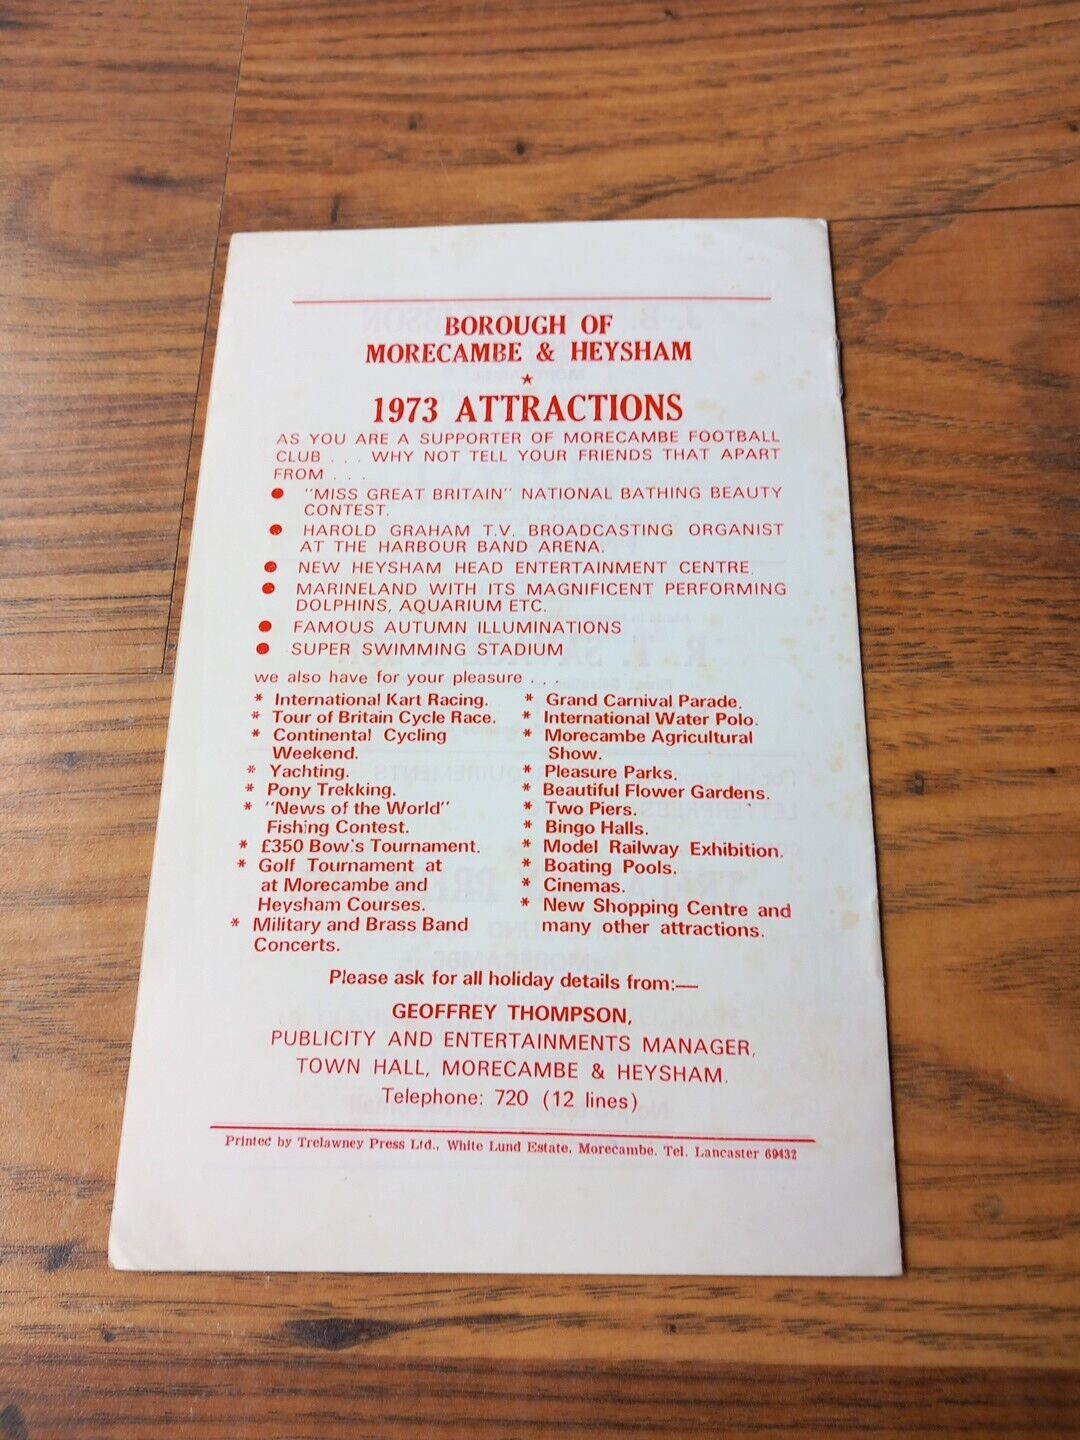 BOROUGH OF
MORECAMBE & HEYSHAM
★
1973 ATTRACTIONS
AS YOU ARE A SUPPORTER OF MORECAMBE FOOTBALL
CLUB . . . WHY NOT TELL YOUR FRIENDS THAT APART
FROM . . .
● "MISS GREAT BRITAIN" NATIONAL BATHING BEAUTY
CONTEST.
● HAROLD GRAHAM T.V. BROADCASTING ORGANIST
AT THE HARBOUR BAND ARENA.
● NEW HEYSHAM HEAD ENTERTAINMENT CENTRE.
● MARINELAND WITH ITS MAGNIFICENT PERFORMING
DOLPHINS, AQUARIUM ETC.
● FAMOUS AUTUMN ILLUMINATIONS
● SUPER SWIMMING STADIUM
we also have for your pleasure . . .
* International Kart Racing.
* Tour of Britain Cycle Race.
* Continental Cycling
Weekend.
* Yachting.
* Pony Trekking.
* "News of the World"
Fishing Contest.
* £350 Bow's Tournament.
* Golf Tournament at
at Morecambe and
Heysham Courses.
* Military and Brass Band
Concerts.
* Grand Carnival Parade.
* International Water Polo.
* Morecambe Agricultural
Show.
* Pleasure Parks.
* Beautiful Flower Gardens.
* Two Piers.
* Bingo Halls.
* Model Railway Exhibition.
* Boating Pools.
* Cinemas.
* New Shopping Centre and
many other attractions.
Please ask for all holiday details from:—
GEOFFREY THOMPSON,
PUBLICITY AND ENTERTAINMENTS MANAGER,
TOWN HALL, MORECAMBE & HEYSHAM.
Telephone: 720 (12 lines)
Printed by Trelawney Press Ltd., White Lund Estate, Morecambe. Tel. Lancaster 69432